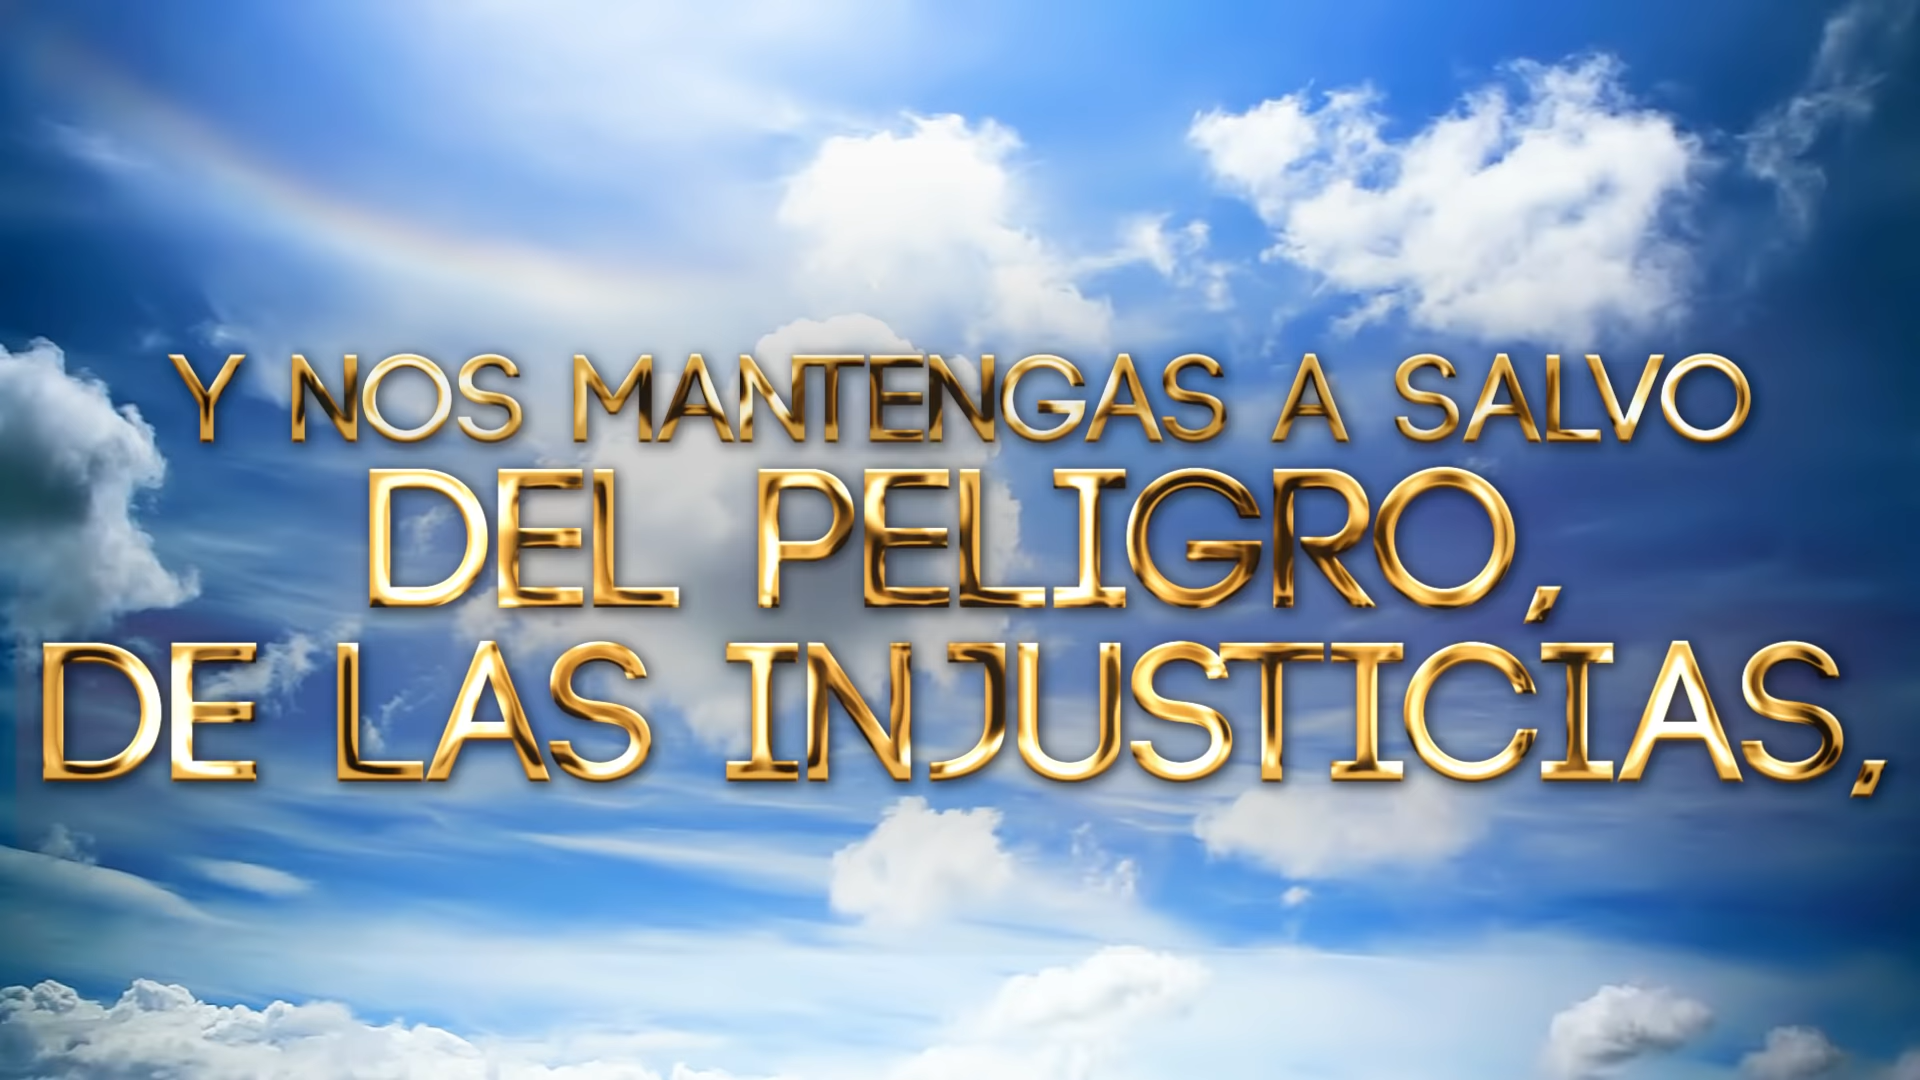 Y NOS MANTENGAS A SALVO
DEL PELIGRO,
DE LAS INJUSTICIAS,